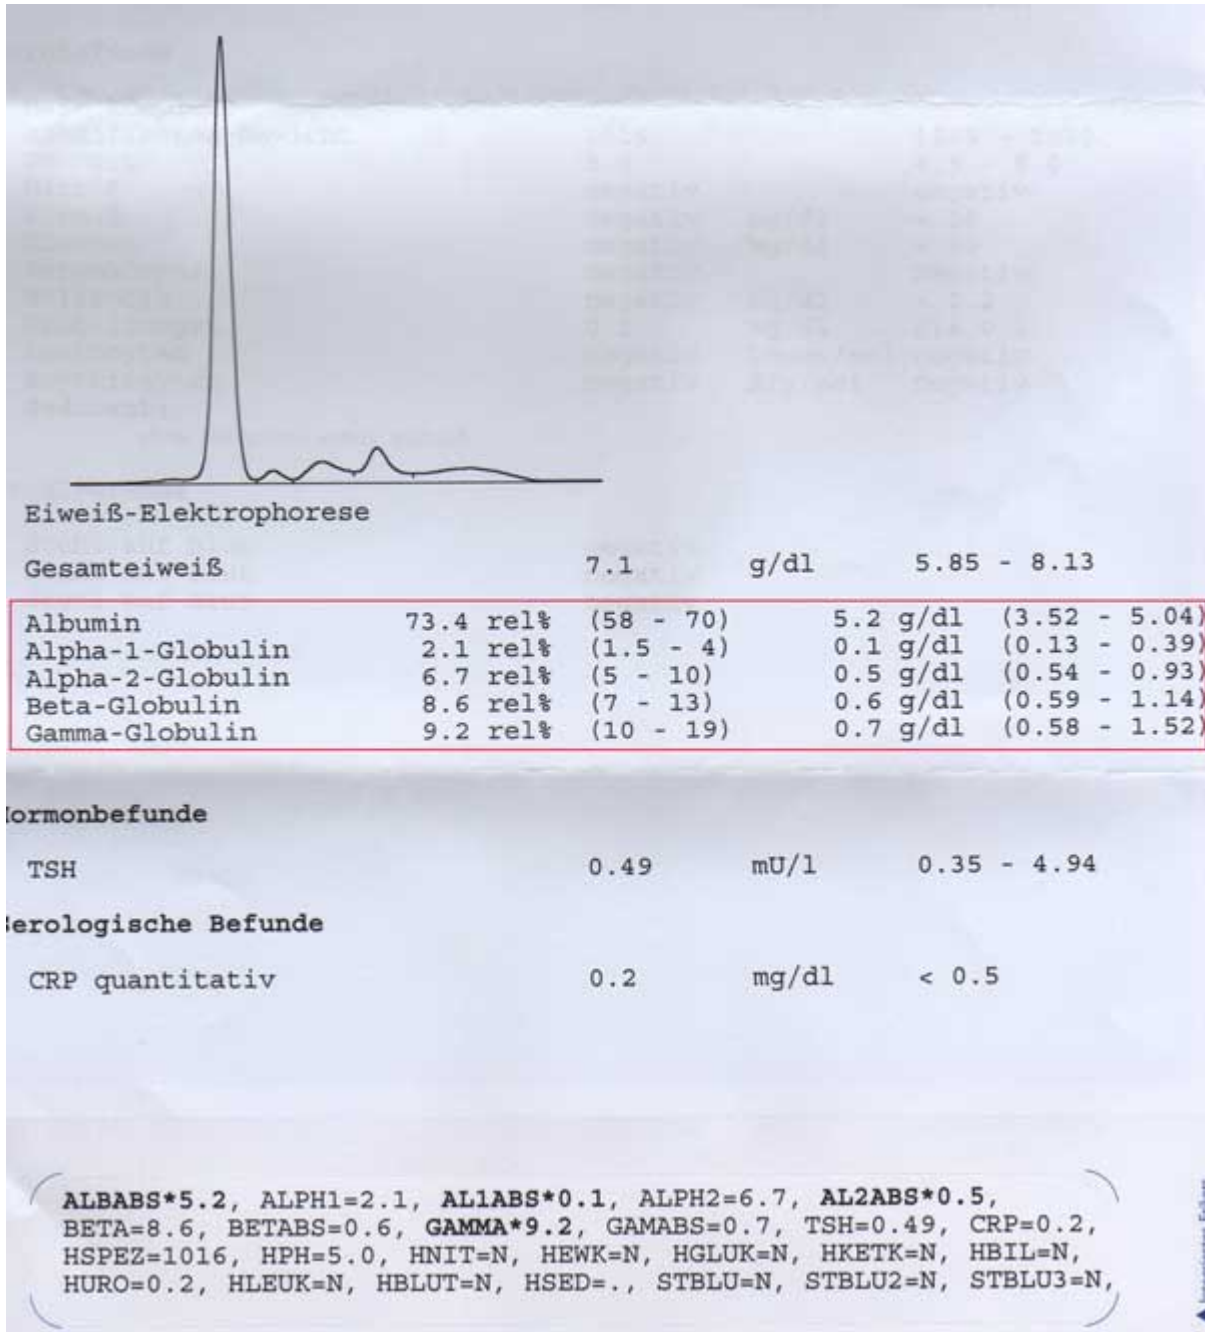 Eiweiß-Elektrophorese
Gesamteiweiß 7.1 g/dl 5.85 - 8.13
Albumin 73.4 rel% (58 - 70) 5.2 g/dl (3.52 - 5.04)
Alpha-1-Globulin 2.1 rel% (1.5 - 4) 0.1 g/dl (0.13 - 0.39)
Alpha-2-Globulin 6.7 rel% (5 - 10) 0.5 g/dl (0.54 - 0.93)
Beta-Globulin 8.6 rel% (7 - 13) 0.6 g/dl (0.59 - 1.14)
Gamma-Globulin 9.2 rel% (10 - 19) 0.7 g/dl (0.58 - 1.52)
ormonbefunde
TSH 0.49 mU/l 0.35 - 4.94
erologische Befunde
CRP quantitativ 0.2 mg/dl < 0.5
ALBABS*5.2, ALPH1=2.1, AL1ABS*0.1, ALPH2=6.7, AL2ABS*0.5,
BETA=8.6, BETABS=0.6, GAMMA*9.2, GAMABS=0.7, TSH=0.49, CRP=0.2,
HSPEZ=1016, HPH=5.0, HNIT=N, HEWK=N, HGLUK=N, HKETK=N, HBIL=N,
HURO=0.2, HLEUK=N, HBLUT=N, HSED=., STBLU=N, STBLU2=N, STBLU3=N,